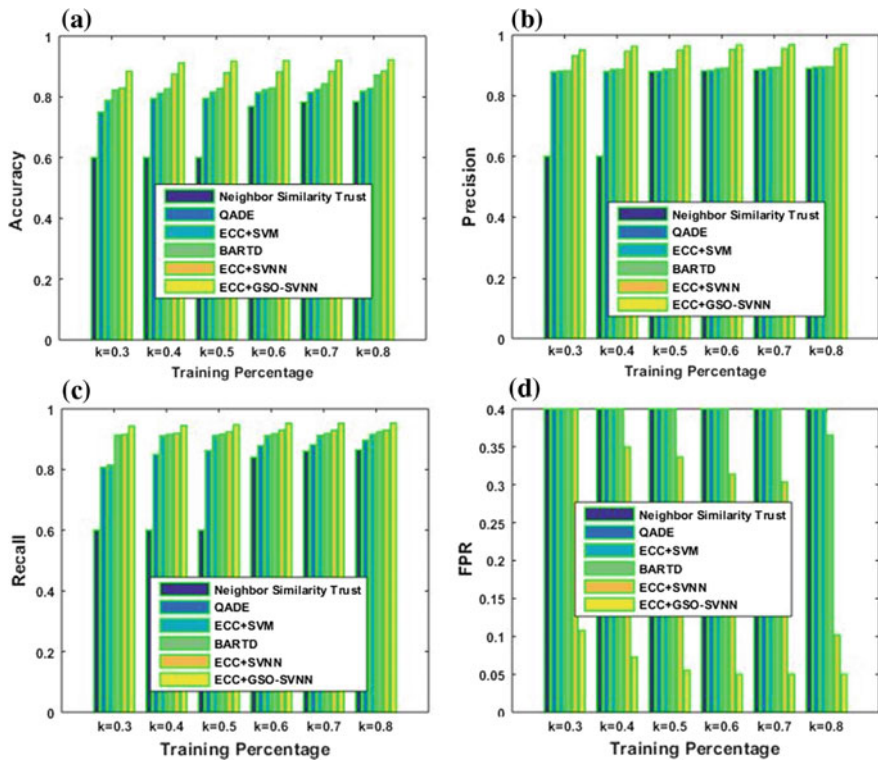 (a)
1
0.8
0.6
0.4
0.2
0
Accuracy
Neighbor Similarity Trust
QADE
ECC+SVM
BARTD
ECC+SVNN
ECC+GSO-SVNN
k=0.3 k=0.4 k=0.5 k=0.6 k=0.7 k=0.8
Training Percentage
(b)
1
0.8
0.6
0.4
0.2
0
Precision
Neighbor Similarity Trust
QADE
ECC+SVM
BARTD
ECC+SVNN
ECC+GSO-SVNN
k=0.3 k=0.4 k=0.5 k=0.6 k=0.7 k=0.8
Training Percentage
(c)
1
0.8
0.6
0.4
0.2
0
Recall
Neighbor Similarity Trust
QADE
ECC+SVM
BARTD
ECC+SVNN
ECC+GSO-SVNN
k=0.3 k=0.4 k=0.5 k=0.6 k=0.7 k=0.8
Training Percentage
(d)
0.4
0.35
0.3
0.25
0.2
0.15
0.1
0.05
0
FPR
Neighbor Similarity Trust
QADE
ECC+SVM
BARTD
ECC+SVNN
ECC+GSO-SVNN
k=0.3 k=0.4 k=0.5 k=0.6 k=0.7 k=0.8
Training Percentage